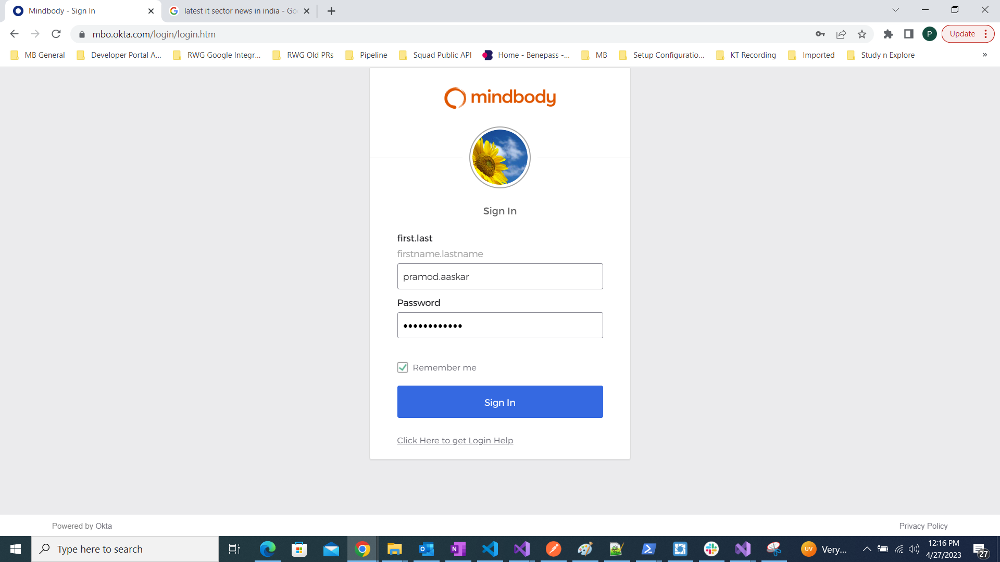 Mindbody - Sign In
latest it sector news in india - Go
mbo.okta.com/login/login.htm
P
Update
MB General
Developer Portal A...
RWG Google Integr...
RWG Old PRs
Pipeline
Squad Public API
Home - Benepass -...
MB
Setup Configuratio...
KT Recording
Imported
Study n Explore
»
mindbody
Sign In
first.last
firstname.lastname
pramod.aaskar
Password
••••••••••••
Remember me
Sign In
Click Here to get Login Help
Powered by Okta
Privacy Policy
Type here to search
UV
Very...
12:16 PM
4/27/2023
27